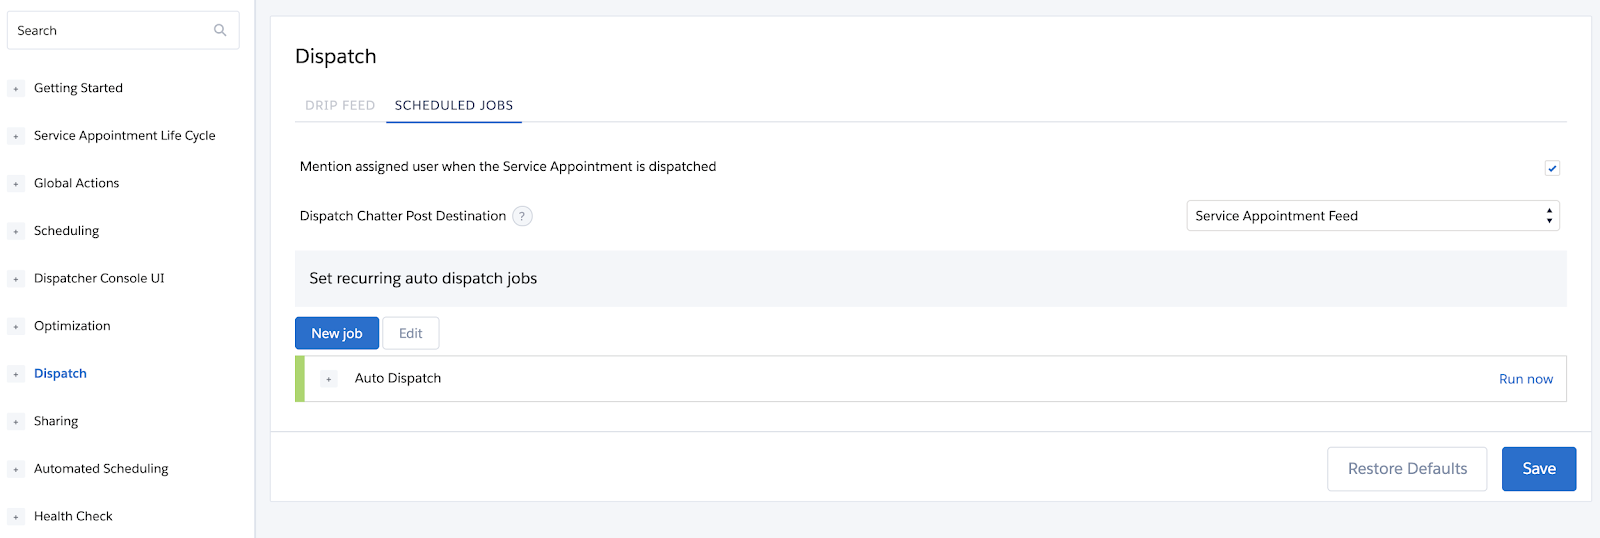 Search
Getting Started
Service Appointment Life Cycle
Global Actions
Scheduling
Dispatcher Console UI
Optimization
Dispatch
Sharing
Automated Scheduling
Health Check
Dispatch
DRIP FEED SCHEDULED JOBS
Mention assigned user when the Service Appointment is dispatched
Dispatch Chatter Post Destination ? Service Appointment Feed
Set recurring auto dispatch jobs
New job Edit
Auto Dispatch Run now
Restore Defaults Save